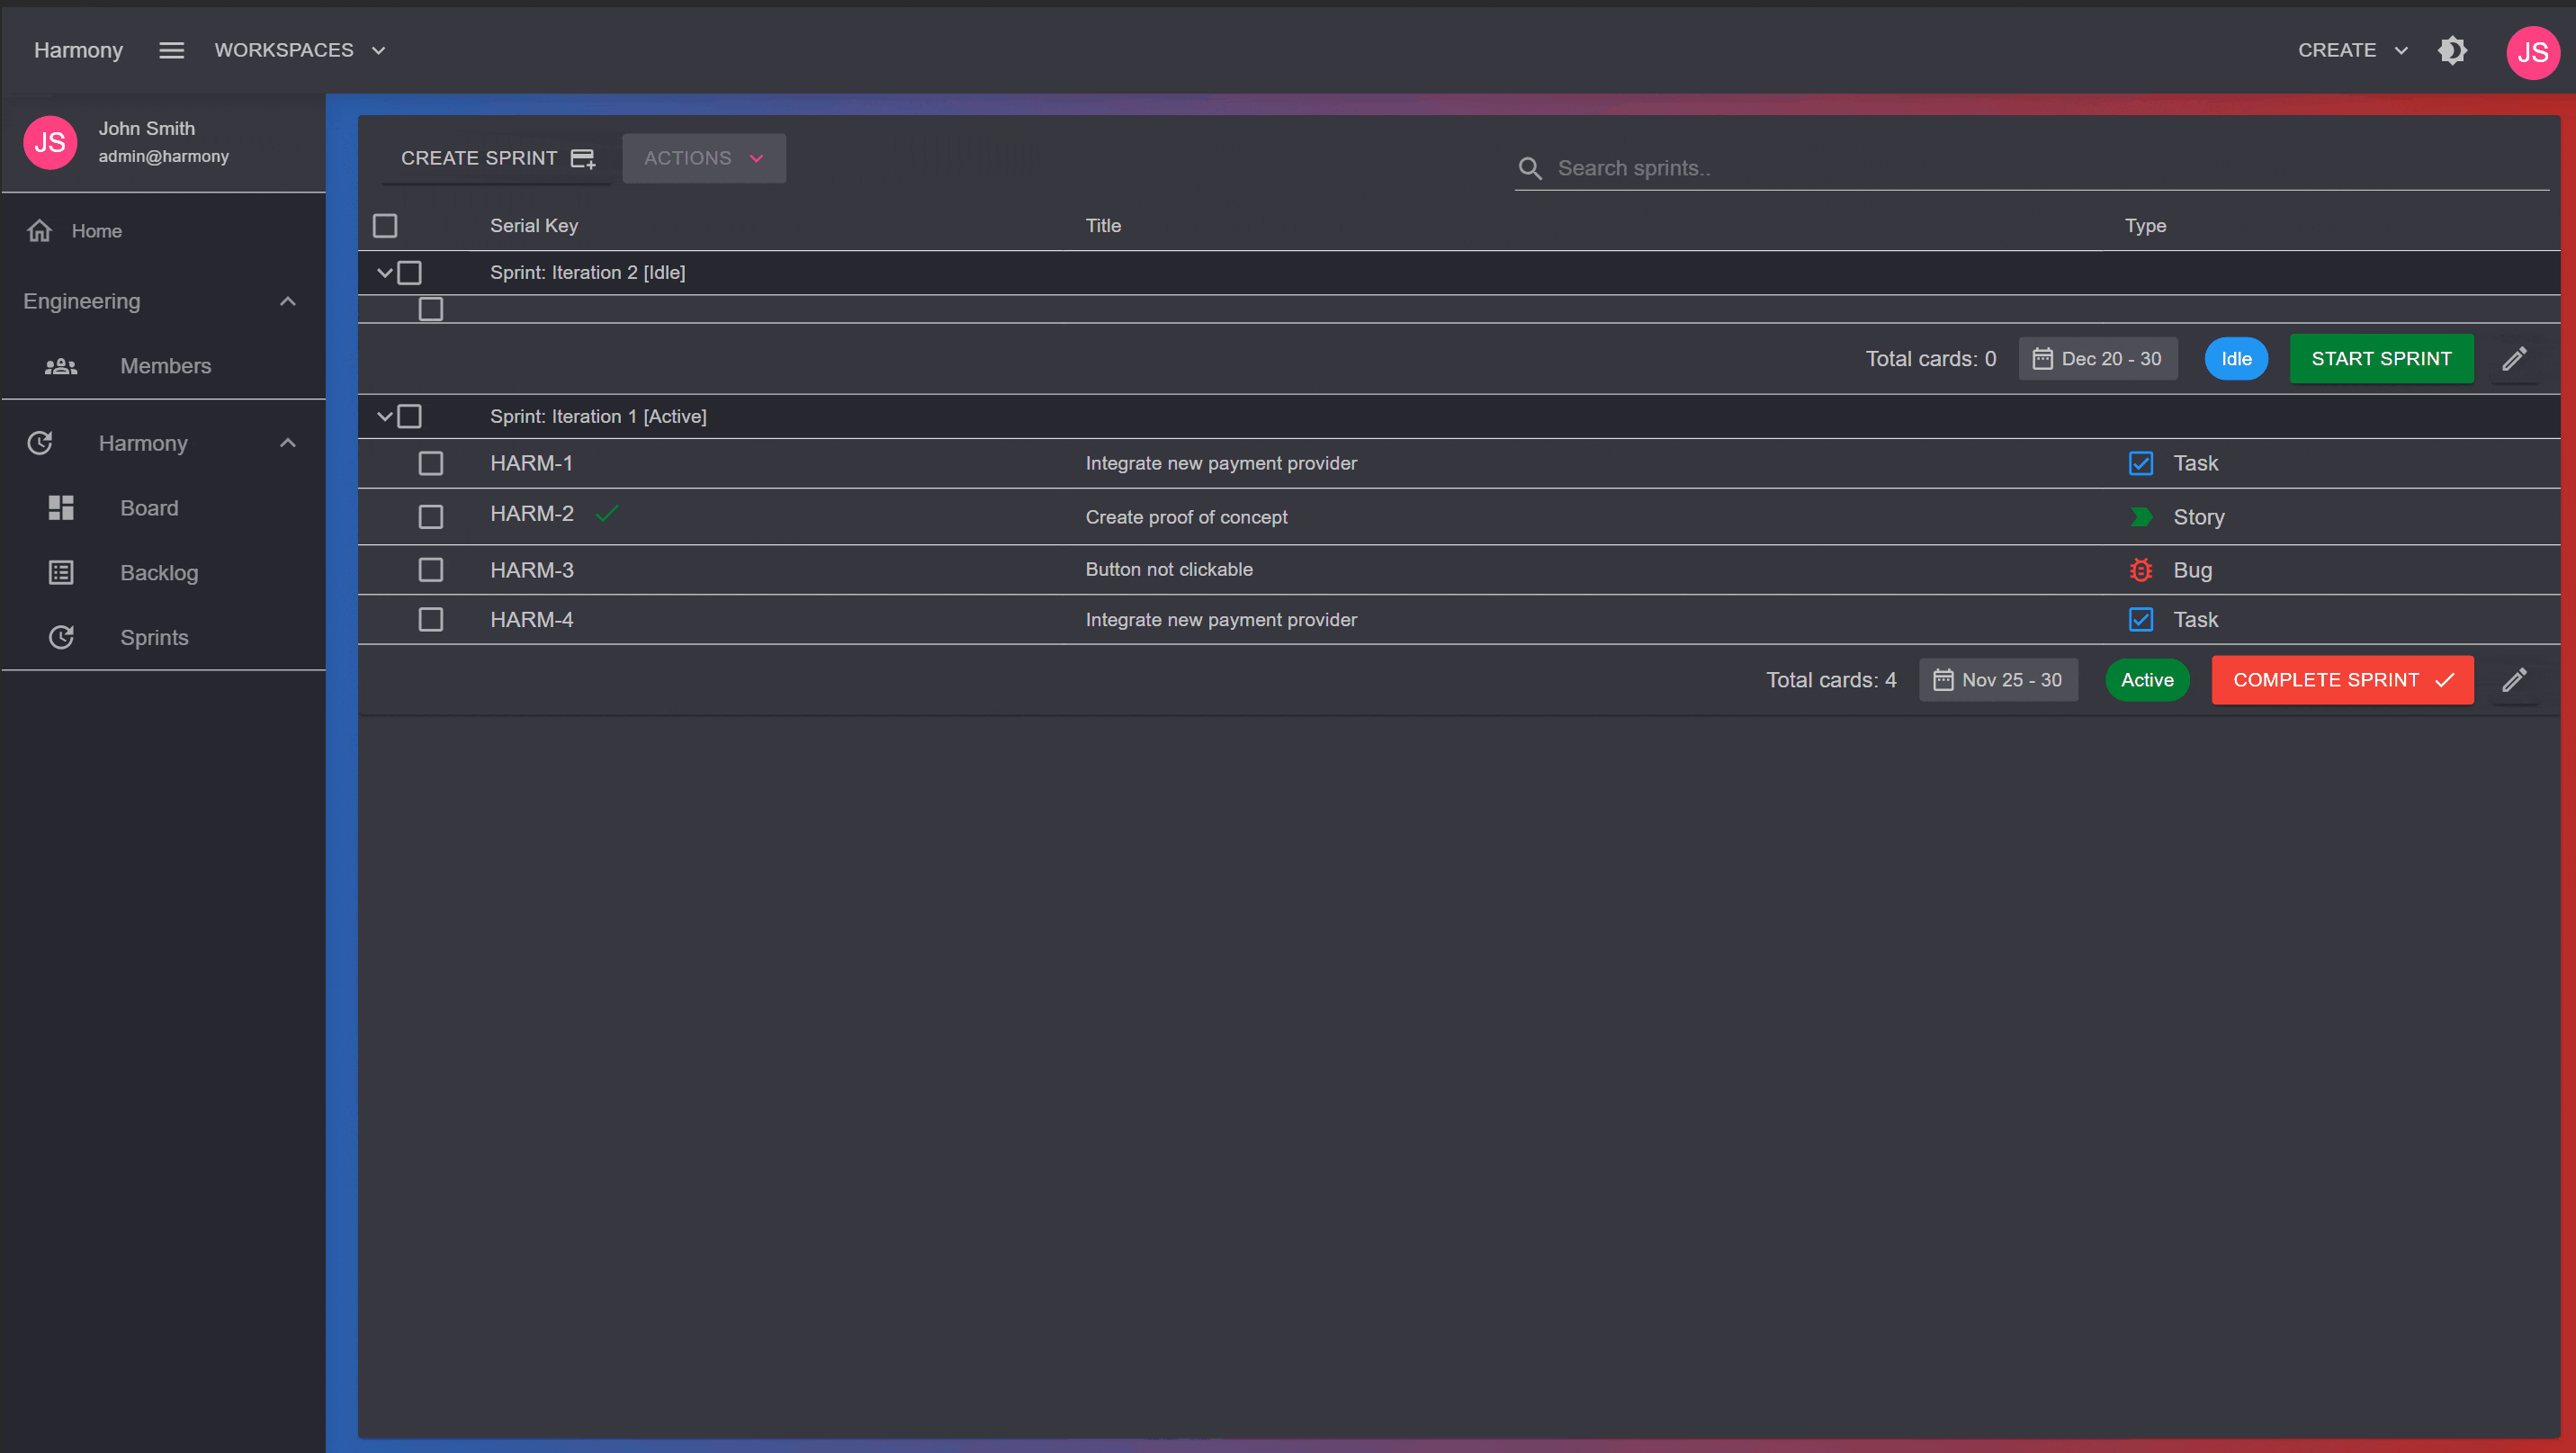 Harmony WORKSPACES CREATE JS
JS John Smith
admin@harmony
Home
Engineering
Members
Harmony
Board
Backlog
Sprints
CREATE SPRINT ACTIONS Search sprints..
Serial Key Title Type
Sprint: Iteration 2 [Idle]
Total cards: 0 Dec 20 - 30 Idle START SPRINT
Sprint: Iteration 1 [Active]
HARM-1 Integrate new payment provider Task
HARM-2 Create proof of concept Story
HARM-3 Button not clickable Bug
HARM-4 Integrate new payment provider Task
Total cards: 4 Nov 25 - 30 Active COMPLETE SPRINT